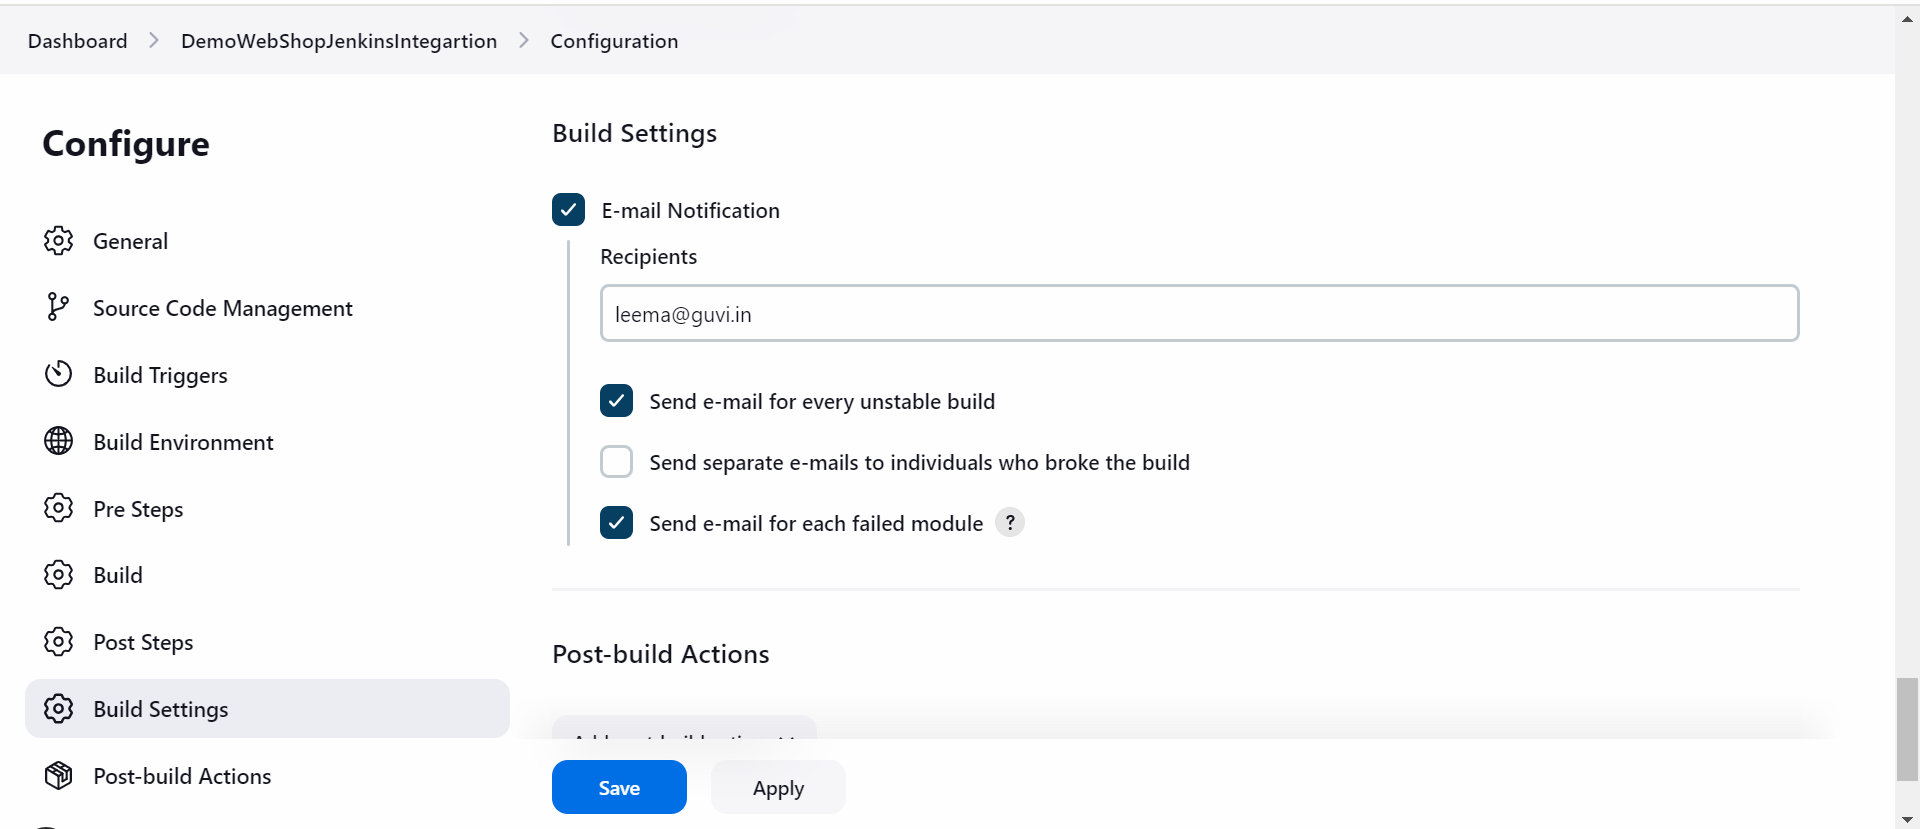 Dashboard > DemoWebShopJenkinsIntegartion > Configuration
Configure
General
Source Code Management
Build Triggers
Build Environment
Pre Steps
Build
Post Steps
Build Settings
Post-build Actions
Build Settings
E-mail Notification
Recipients
leema@guvi.in
Send e-mail for every unstable build
Send separate e-mails to individuals who broke the build
Send e-mail for each failed module ?
Post-build Actions
Save
Apply